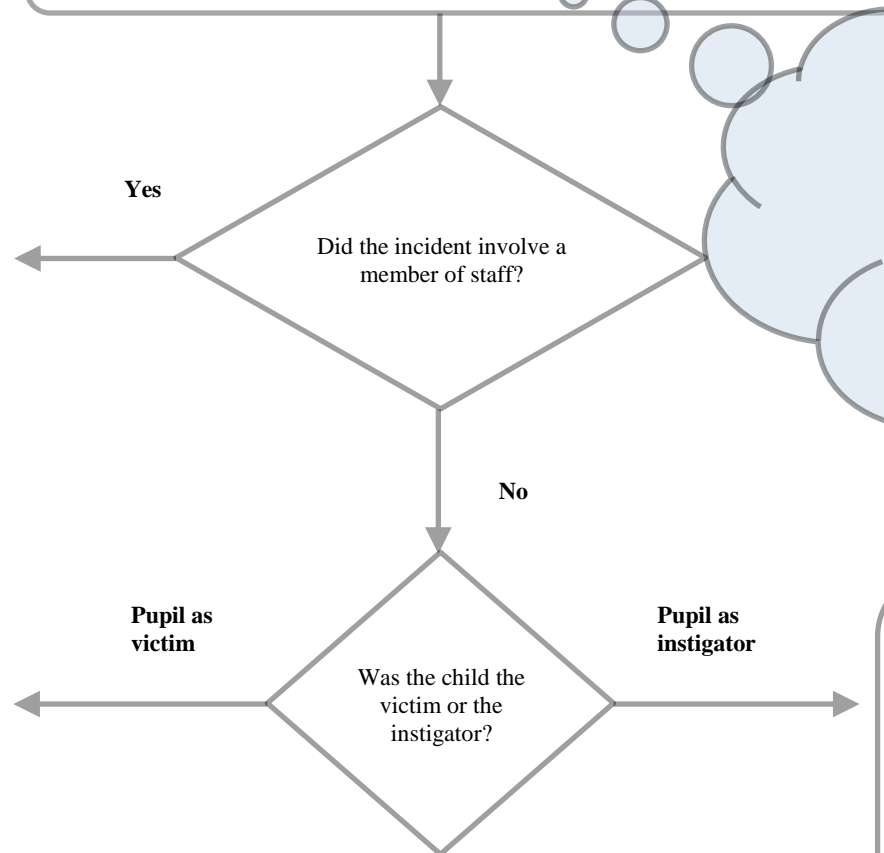 Yes
Did the incident involve a
member of staff?
No
Pupil as
victim
Pupil as
instigator
Was the child the
victim or the
instigator?